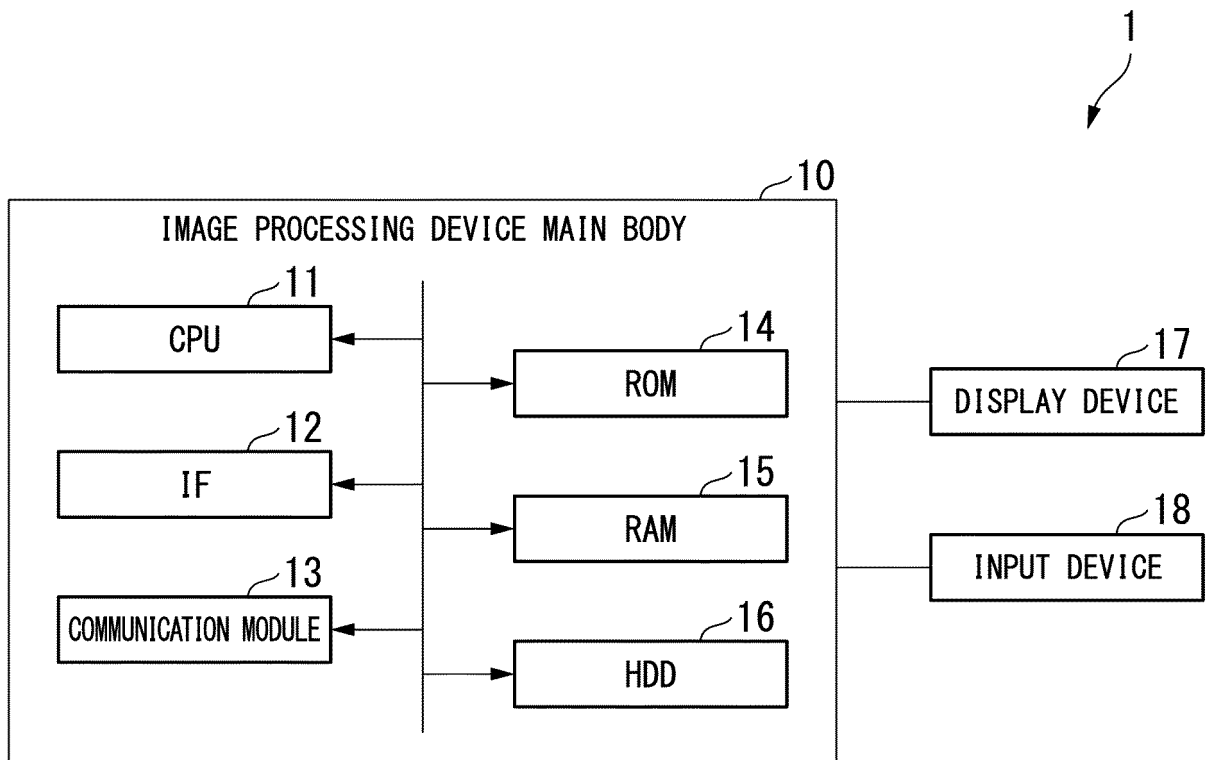 1
10
IMAGE PROCESSING DEVICE MAIN BODY
11
CPU
14
ROM
17
DISPLAY DEVICE
12
IF
15
RAM
18
INPUT DEVICE
13
COMMUNICATION MODULE
16
HDD